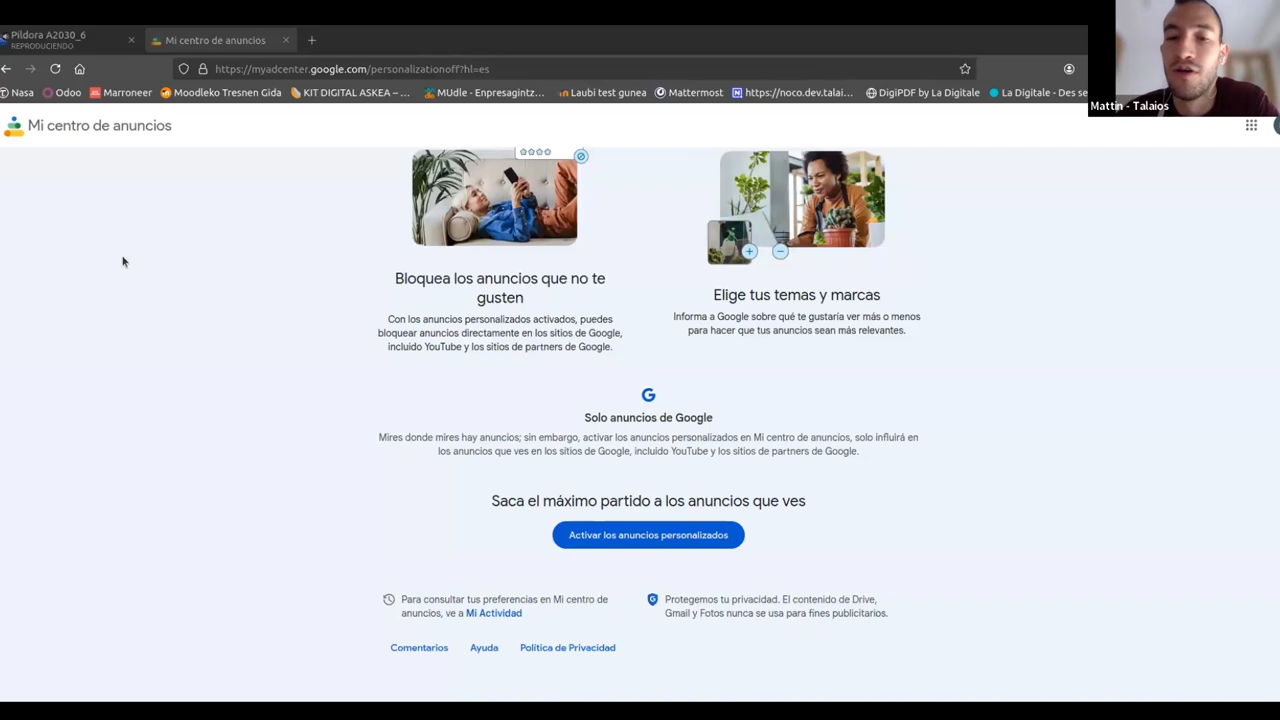 Píldora A2030_6
REPRODUCIENDO
Mi centro de anuncios
https://myadcenter.google.com/personalizationoff?hl=es
Nasa
Odoo
Marroneer
Moodleko Tresnen Gida
KIT DIGITAL ASKEA – ...
MUdle - Enpresagintz...
Laubi test gunea
Mattermost
https://noco.dev.talai...
DigiPDF by La Digitale
La Digitale - Des se
Mattin - Talaios
Mi centro de anuncios
Bloquea los anuncios que no te
gusten
Con los anuncios personalizados activados, puedes
bloquear anuncios directamente en los sitios de Google,
incluido YouTube y los sitios de partners de Google.
Elige tus temas y marcas
Informa a Google sobre qué te gustaría ver más o menos
para hacer que tus anuncios sean más relevantes.
G
Solo anuncios de Google
Mires donde mires hay anuncios; sin embargo, activar los anuncios personalizados en Mi centro de anuncios, solo influirá en
los anuncios que ves en los sitios de Google, incluido YouTube y los sitios de partners de Google.
Saca el máximo partido a los anuncios que ves
Activar los anuncios personalizados
Para consultar tus preferencias en Mi centro de
anuncios, ve a Mi Actividad
Protegemos tu privacidad. El contenido de Drive,
Gmail y Fotos nunca se usa para fines publicitarios.
Comentarios
Ayuda
Política de Privacidad